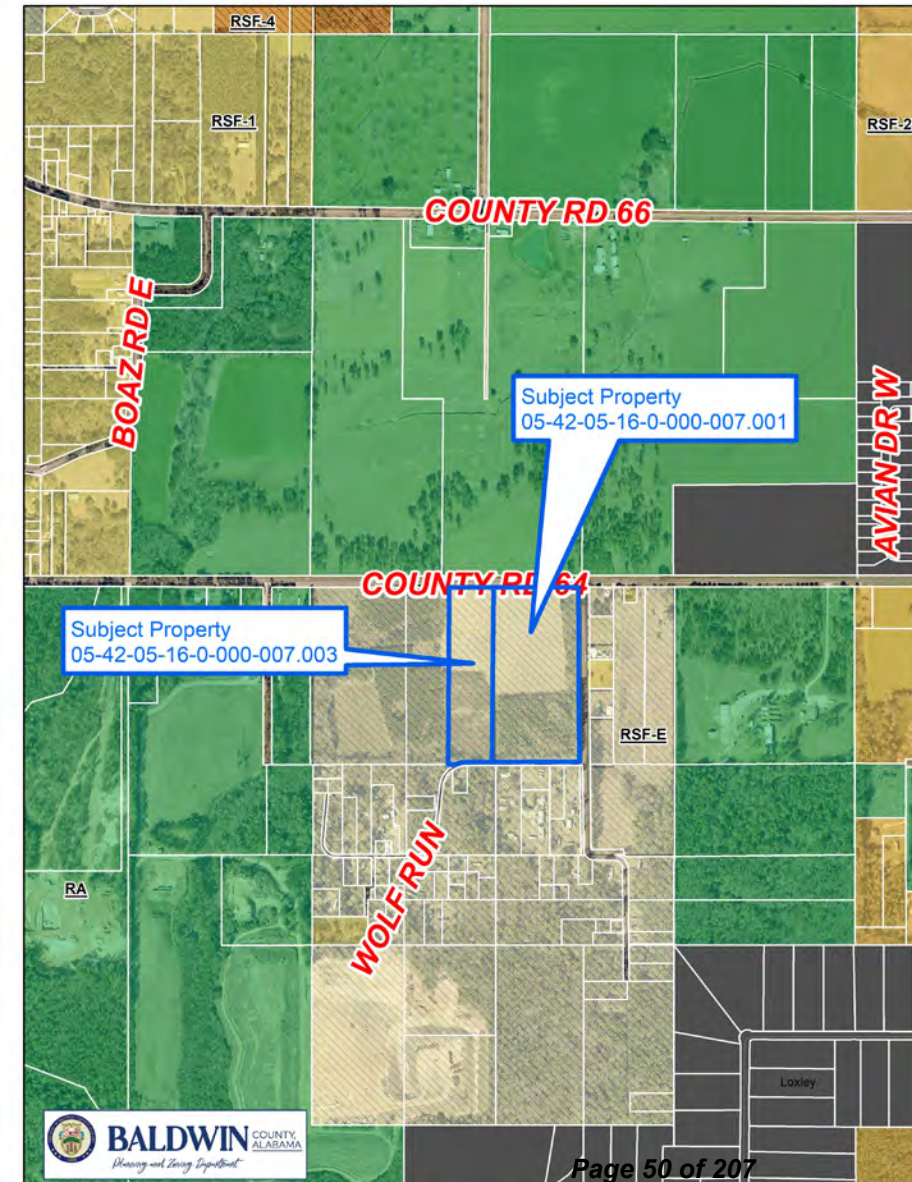 RSF-4
RSF-1
RSF-2
COUNTY RD 66
BOAZ RD E
Subject Property
05-42-05-16-0-000-007.001
AVIAN DR W
COUNTY RD 64
Subject Property
05-42-05-16-0-000-007.003
RSF-E
WOLF RUN
RA
Loxley
BALDWIN COUNTY, ALABAMA
Planning and Zoning Department
Page 50 of 207